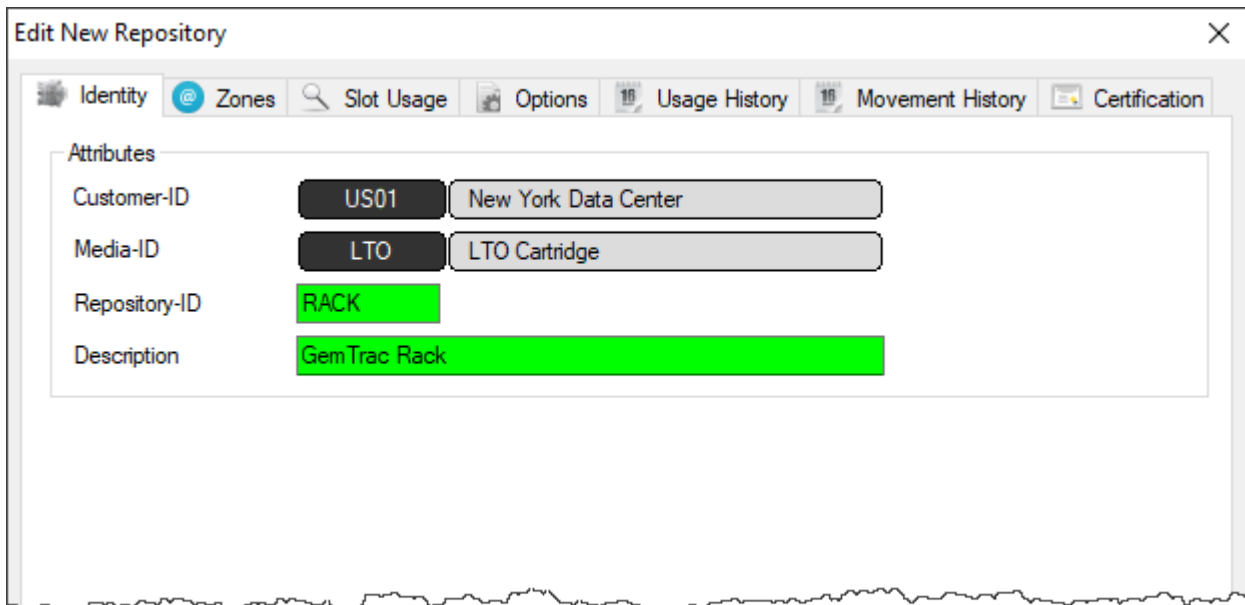 Edit New Repository
Identity Zones Slot Usage Options Usage History Movement History Certification
Attributes
Customer-ID US01 New York Data Center
Media-ID LTO LTO Cartridge
Repository-ID RACK
Description GemTrac Rack